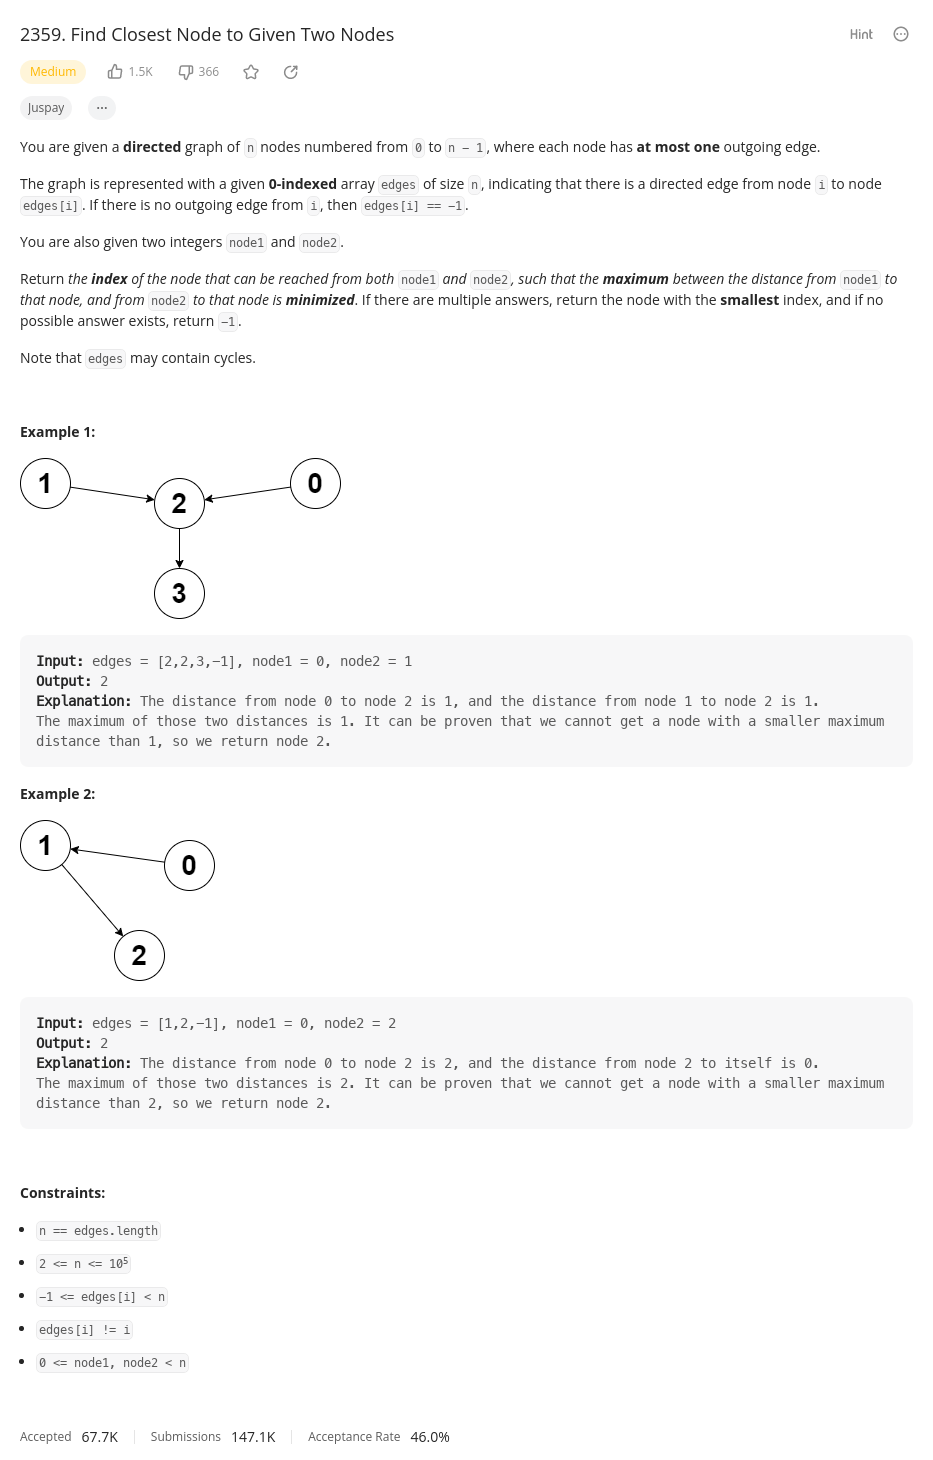 2359. Find Closest Node to Given Two Nodes
Hint
Medium 1.5K 366
Juspay ...
You are given a directed graph of n nodes numbered from 0 to n - 1, where each node has at most one outgoing edge.
The graph is represented with a given 0-indexed array edges of size n, indicating that there is a directed edge from node i to node
edges[i]. If there is no outgoing edge from i, then edges[i] == -1.
You are also given two integers node1 and node2.
Return the index of the node that can be reached from both node1 and node2, such that the maximum between the distance from node1 to
that node, and from node2 to that node is minimized. If there are multiple answers, return the node with the smallest index, and if no
possible answer exists, return -1.
Note that edges may contain cycles.
Example 1:
1 2 0
3
Input: edges = [2,2,3,-1], node1 = 0, node2 = 1
Output: 2
Explanation: The distance from node 0 to node 2 is 1, and the distance from node 1 to node 2 is 1.
The maximum of those two distances is 1. It can be proven that we cannot get a node with a smaller maximum
distance than 1, so we return node 2.
Example 2:
1 0
2
Input: edges = [1,2,-1], node1 = 0, node2 = 2
Output: 2
Explanation: The distance from node 0 to node 2 is 2, and the distance from node 2 to itself is 0.
The maximum of those two distances is 2. It can be proven that we cannot get a node with a smaller maximum
distance than 2, so we return node 2.
Constraints:
• n == edges.length
• 2 <= n <= 10⁵
• -1 <= edges[i] < n
• edges[i] != i
• 0 <= node1, node2 < n
Accepted 67.7K Submissions 147.1K Acceptance Rate 46.0%